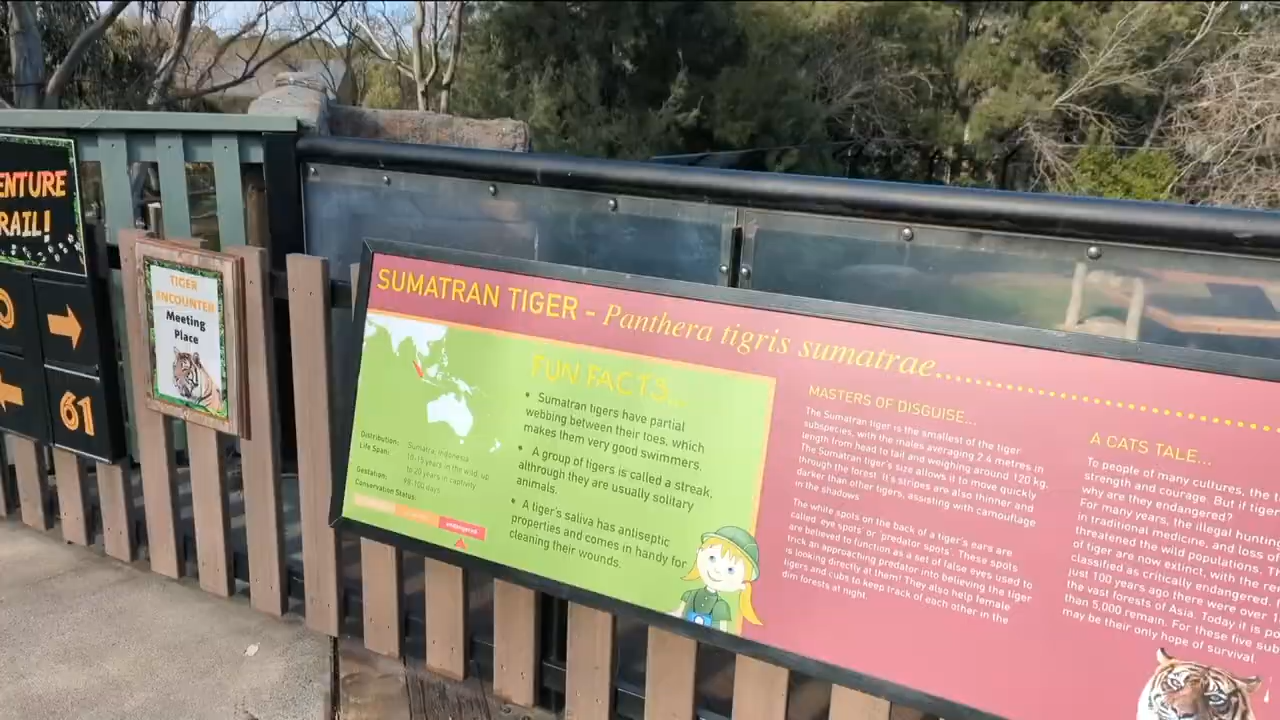 ENTURE
RAIL!
61
TIGER
ENCOUNTER
Meeting
Place
SUMATRAN TIGER - Panthera tigris sumatrae
FUN FACTS...
• Sumatran tigers have partial
webbing between their toes, which
makes them very good swimmers.
• A group of tigers is called a streak,
althrough they are usually solitary
animals.
• A tiger's saliva has antiseptic
properties and comes in handy for
cleaning their wounds.
Distribution: Sumatra, Indonesia
Life Span: 10-15 years in the wild, up
to 20 years in captivity
Gestation: 98-100 days
Conservation Status:
endangered
MASTERS OF DISGUISE...
The Sumatran tiger is the smallest of the tiger
subspecies, with the males averaging 2.4 metres in
length from head to tail and weighing around 120 kg.
The Sumatran tiger's size allows it to move quickly
through the forest. It's stripes are also thinner and
darker than other tigers, assisting with camouflage
in the shadows
The white spots on the back of a tiger's ears are
called 'eye spots' or 'predator spots'. These spots
are believed to function as a set of false eyes used to
trick an approaching predator into believing the tiger
is looking directly at them! They also help female
tigers and cubs to keep track of each other in the
dim forests at night.
A CATS TALE...
To people of many cultures, the
strength and courage. But if tiger
why are they endangered?
For many years, the illegal hunting
in traditional medicine, and loss of
threatened the wild populations.
of tiger are now extinct, with the
classified as critically endangered.
just 100 years ago there were over
the vast forests of Asia. Today it is
than 5,000 remain. For these five
may be their only hope of survival.